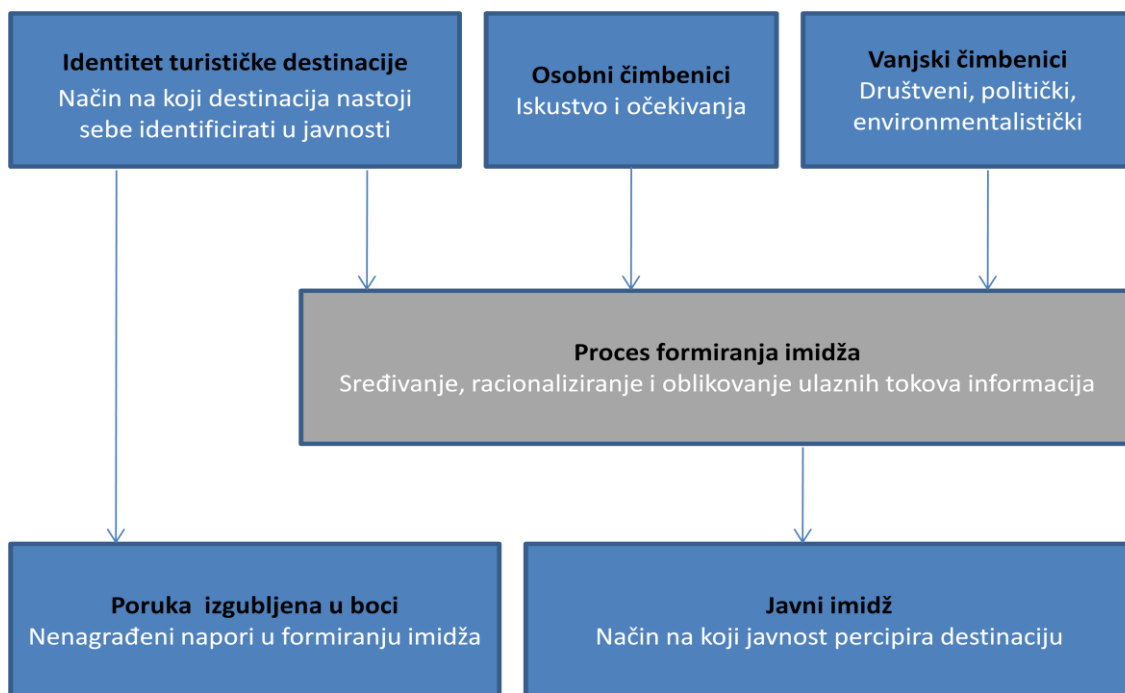 Identitet turističke destinacije
Način na koji destinacija nastoji
sebe identificirati u javnosti
Osobni čimbenici
Iskustvo i očekivanja
Vanjski čimbenici
Društveni, politički,
environmentalistički
Proces formiranja imidža
Sređivanje, racionaliziranje i oblikovanje ulaznih tokova informacija
Poruka izgubljena u boci
Nenagrađeni napori u formiranju imidža
Javni imidž
Način na koji javnost percipira destinaciju